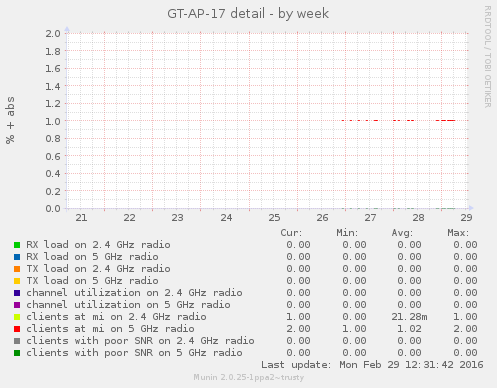 GT-AP-17 detail - by week
RRDTOOL / TOBI OETIKER
% + abs
2.0
1.8
1.6
1.4
1.2
1.0
0.8
0.6
0.4
0.2
0.0
21 22 23 24 25 26 27 28 29
Cur: Min: Avg: Max:
RX load on 2.4 GHz radio 0.00 0.00 0.00 0.00
RX load on 5 GHz radio 0.00 0.00 0.00 0.00
TX load on 2.4 GHz radio 0.00 0.00 0.00 0.00
TX load on 5 GHz radio 0.00 0.00 0.00 0.00
channel utilization on 2.4 GHz radio 0.00 0.00 0.00 0.00
channel utilization on 5 GHz radio 0.00 0.00 0.00 0.00
clients at mi on 2.4 GHz radio 1.00 0.00 21.28m 1.00
clients at mi on 5 GHz radio 2.00 1.00 1.02 2.00
clients with poor SNR on 2.4 GHz radio 0.00 0.00 0.00 0.00
clients with poor SNR on 5 GHz radio 0.00 0.00 0.00 0.00
Last update: Mon Feb 29 12:31:42 2016
Munin 2.0.25-1ppa2~trusty